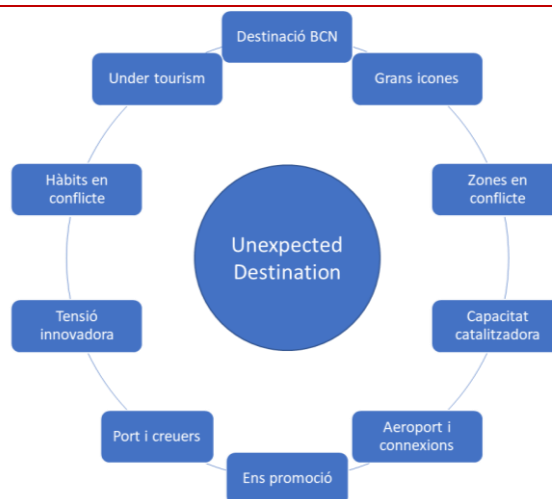 Destinació BCN
Grans icones
Zones en
conflicte
Capacitat
catalitzadora
Aeroport i
connexions
Ens promoció
Port i creuers
Tensió
innovadora
Hàbits en
conflicte
Under tourism
Unexpected
Destination